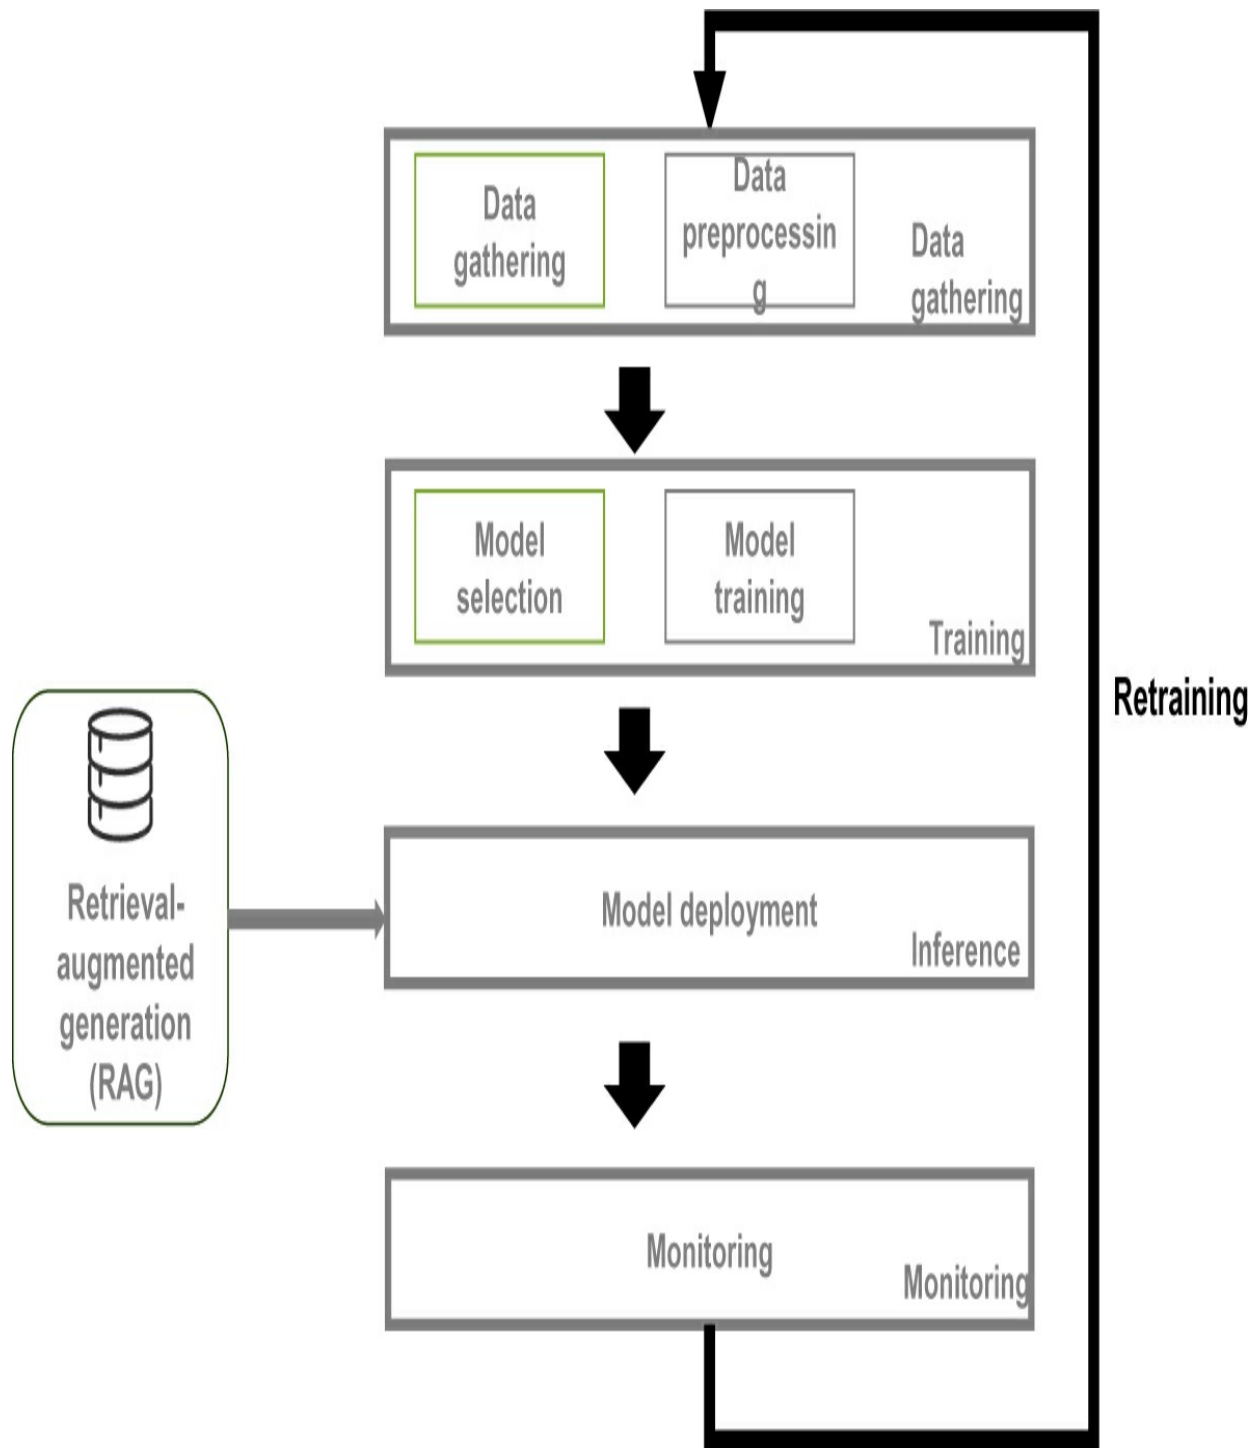 Data
gathering
Data
preprocessin
g
Data
gathering
Model
selection
Model
training
Training
Retraining
Retrieval-
augmented
generation
(RAG)
Model deployment
Inference
Monitoring
Monitoring